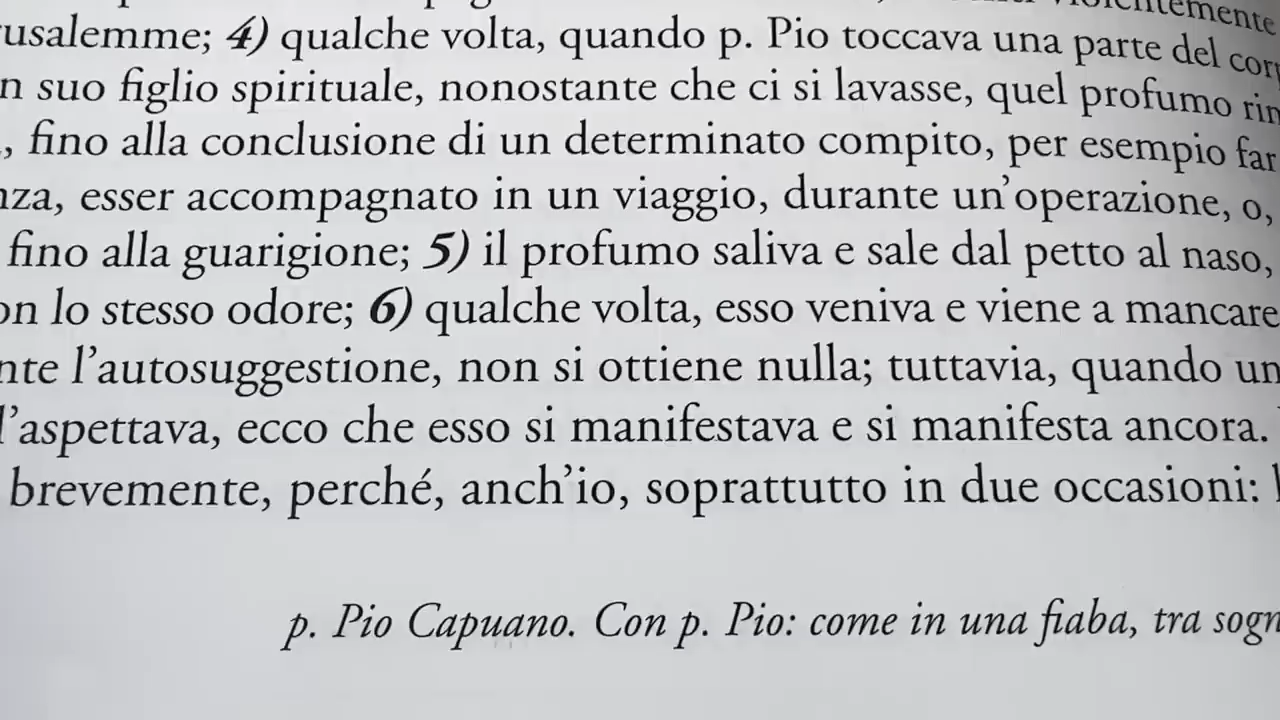 usalemme; 4) qualche volta, quando p. Pio toccava una parte del cor
n suo figlio spirituale, nonostante che ci si lavasse, quel profumo rin
, fino alla conclusione di un determinato compito, per esempio far
nza, esser accompagnato in un viaggio, durante un'operazione, o,
fino alla guarigione; 5) il profumo saliva e sale dal petto al naso,
on lo stesso odore; 6) qualche volta, esso veniva e viene a mancare
nte l'autosuggestione, non si ottiene nulla; tuttavia, quando un
l'aspettava, ecco che esso si manifestava e si manifesta ancora.
brevemente, perché, anch'io, soprattutto in due occasioni:
p. Pio Capuano. Con p. Pio: come in una fiaba, tra sogn